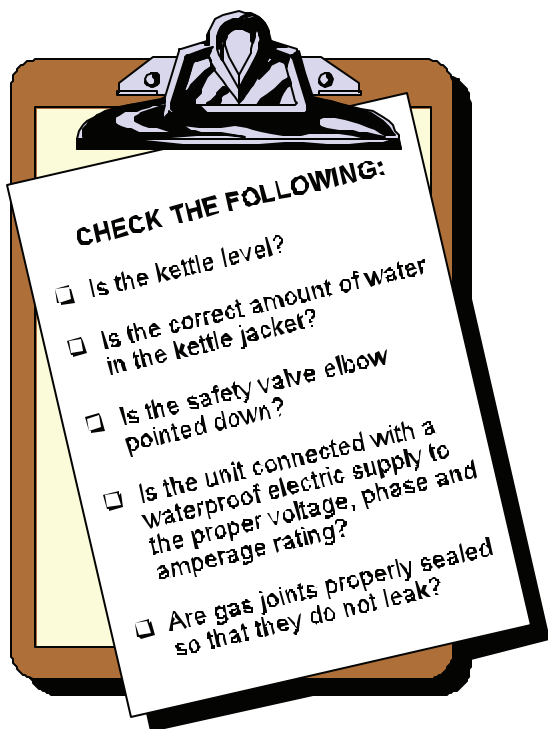 CHECK THE FOLLOWING:
Is the kettle level?
Is the correct amount of water
in the kettle jacket?
Is the safety valve elbow
pointed down?
Is the unit connected with a
waterproof electric supply to
the proper voltage, phase and
amperage rating?
Are gas joints properly sealed
so that they do not leak?